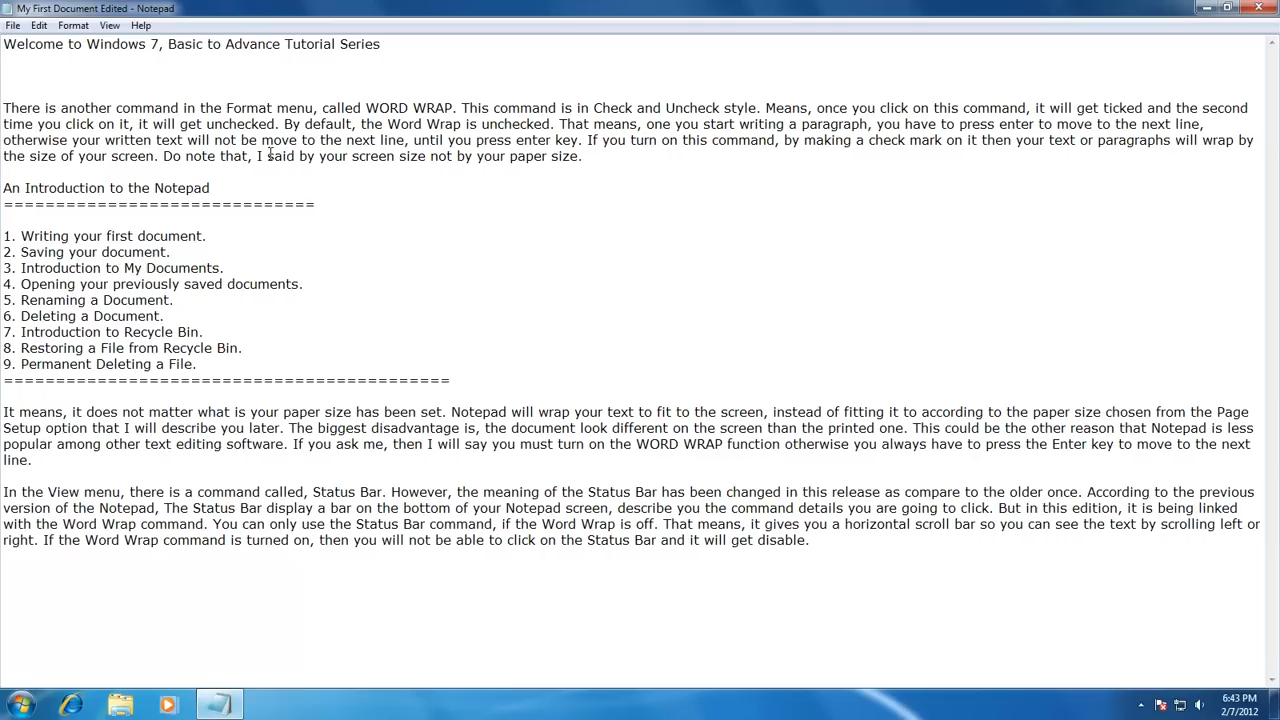 My First Document Edited - Notepad
File Edit Format View Help
Welcome to Windows 7, Basic to Advance Tutorial Series
There is another command in the Format menu, called WORD WRAP. This command is in Check and Uncheck style. Means, once you click on this command, it will get ticked and the second
time you click on it, it will get unchecked. By default, the Word Wrap is unchecked. That means, one you start writing a paragraph, you have to press enter to move to the next line,
otherwise your written text will not be move to the next line, until you press enter key. If you turn on this command, by making a check mark on it then your text or paragraphs will wrap by
the size of your screen. Do note that, I said by your screen size not by your paper size.
An Introduction to the Notepad
==============================
1. Writing your first document.
2. Saving your document.
3. Introduction to My Documents.
4. Opening your previously saved documents.
5. Renaming a Document.
6. Deleting a Document.
7. Introduction to Recycle Bin.
8. Restoring a File from Recycle Bin.
9. Permanent Deleting a File.
===========================================
It means, it does not matter what is your paper size has been set. Notepad will wrap your text to fit to the screen, instead of fitting it to according to the paper size chosen from the Page
Setup option that I will describe you later. The biggest disadvantage is, the document look different on the screen than the printed one. This could be the other reason that Notepad is less
popular among other text editing software. If you ask me, then I will say you must turn on the WORD WRAP function otherwise you always have to press the Enter key to move to the next
line.
In the View menu, there is a command called, Status Bar. However, the meaning of the Status Bar has been changed in this release as compare to the older once. According to the previous
version of the Notepad, The Status Bar display a bar on the bottom of your Notepad screen, describe you the command details you are going to click. But in this edition, it is being linked
with the Word Wrap command. You can only use the Status Bar command, if the Word Wrap is off. That means, it gives you a horizontal scroll bar so you can see the text by scrolling left or
right. If the Word Wrap command is turned on, then you will not be able to click on the Status Bar and it will get disable.
6:43 PM
2/7/2012